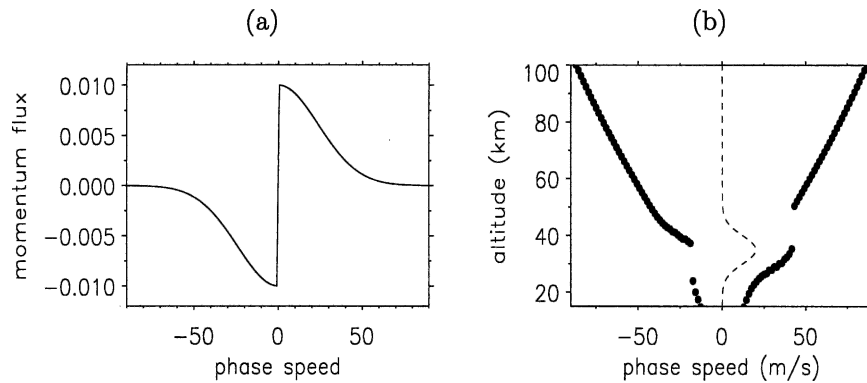 (a)
momentum flux
0.010
0.005
0.000
−0.005
−0.010
−50
0
50
phase speed
(b)
altitude (km)
100
80
60
40
20
−50
0
50
phase speed (m/s)